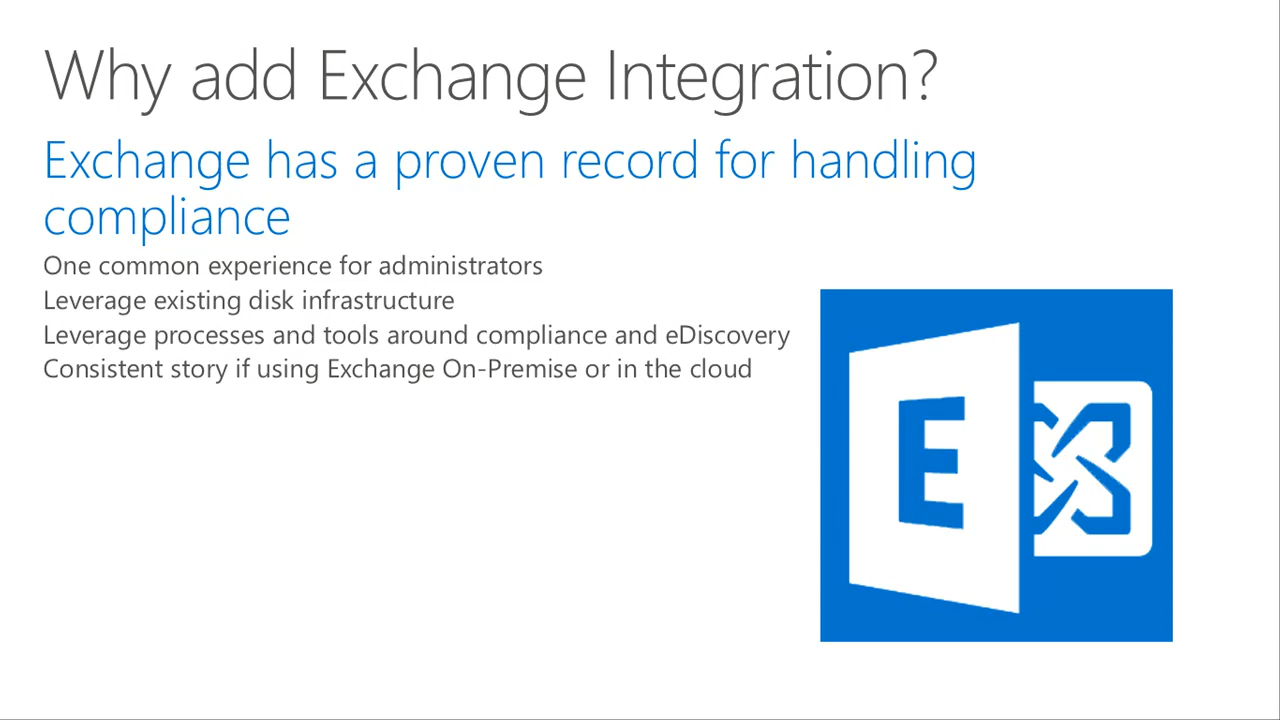 Why add Exchange Integration?
Exchange has a proven record for handling
compliance
One common experience for administrators
Leverage existing disk infrastructure
Leverage processes and tools around compliance and eDiscovery
Consistent story if using Exchange On-Premise or in the cloud
E